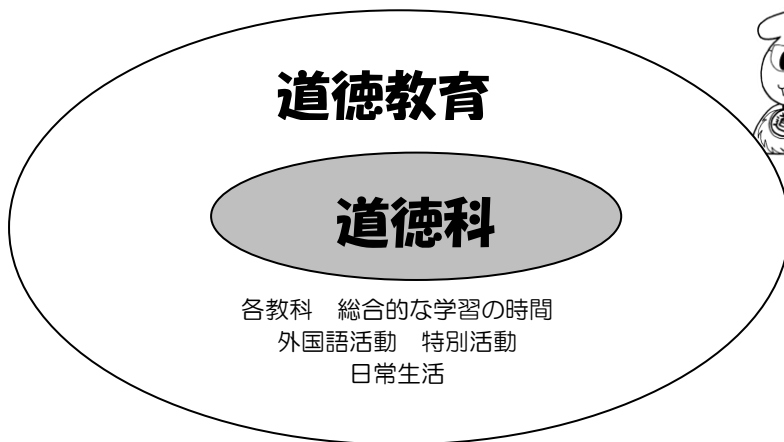 道徳教育
道徳科
各教科　総合的な学習の時間
外国語活動　特別活動
日常生活